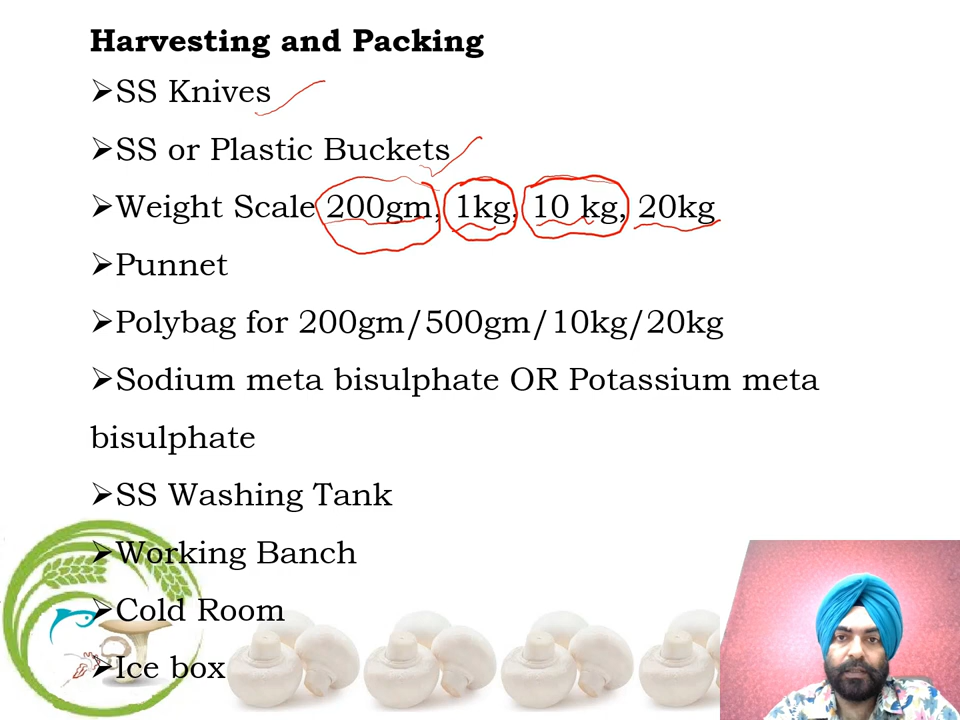 Harvesting and Packing
➢SS Knives
➢SS or Plastic Buckets
➢Weight Scale 200gm, 1kg, 10 kg, 20kg
➢Punnet
➢Polybag for 200gm/500gm/10kg/20kg
➢Sodium meta bisulphate OR Potassium meta
bisulphate
➢SS Washing Tank
➢Working Banch
➢Cold Room
➢Ice box